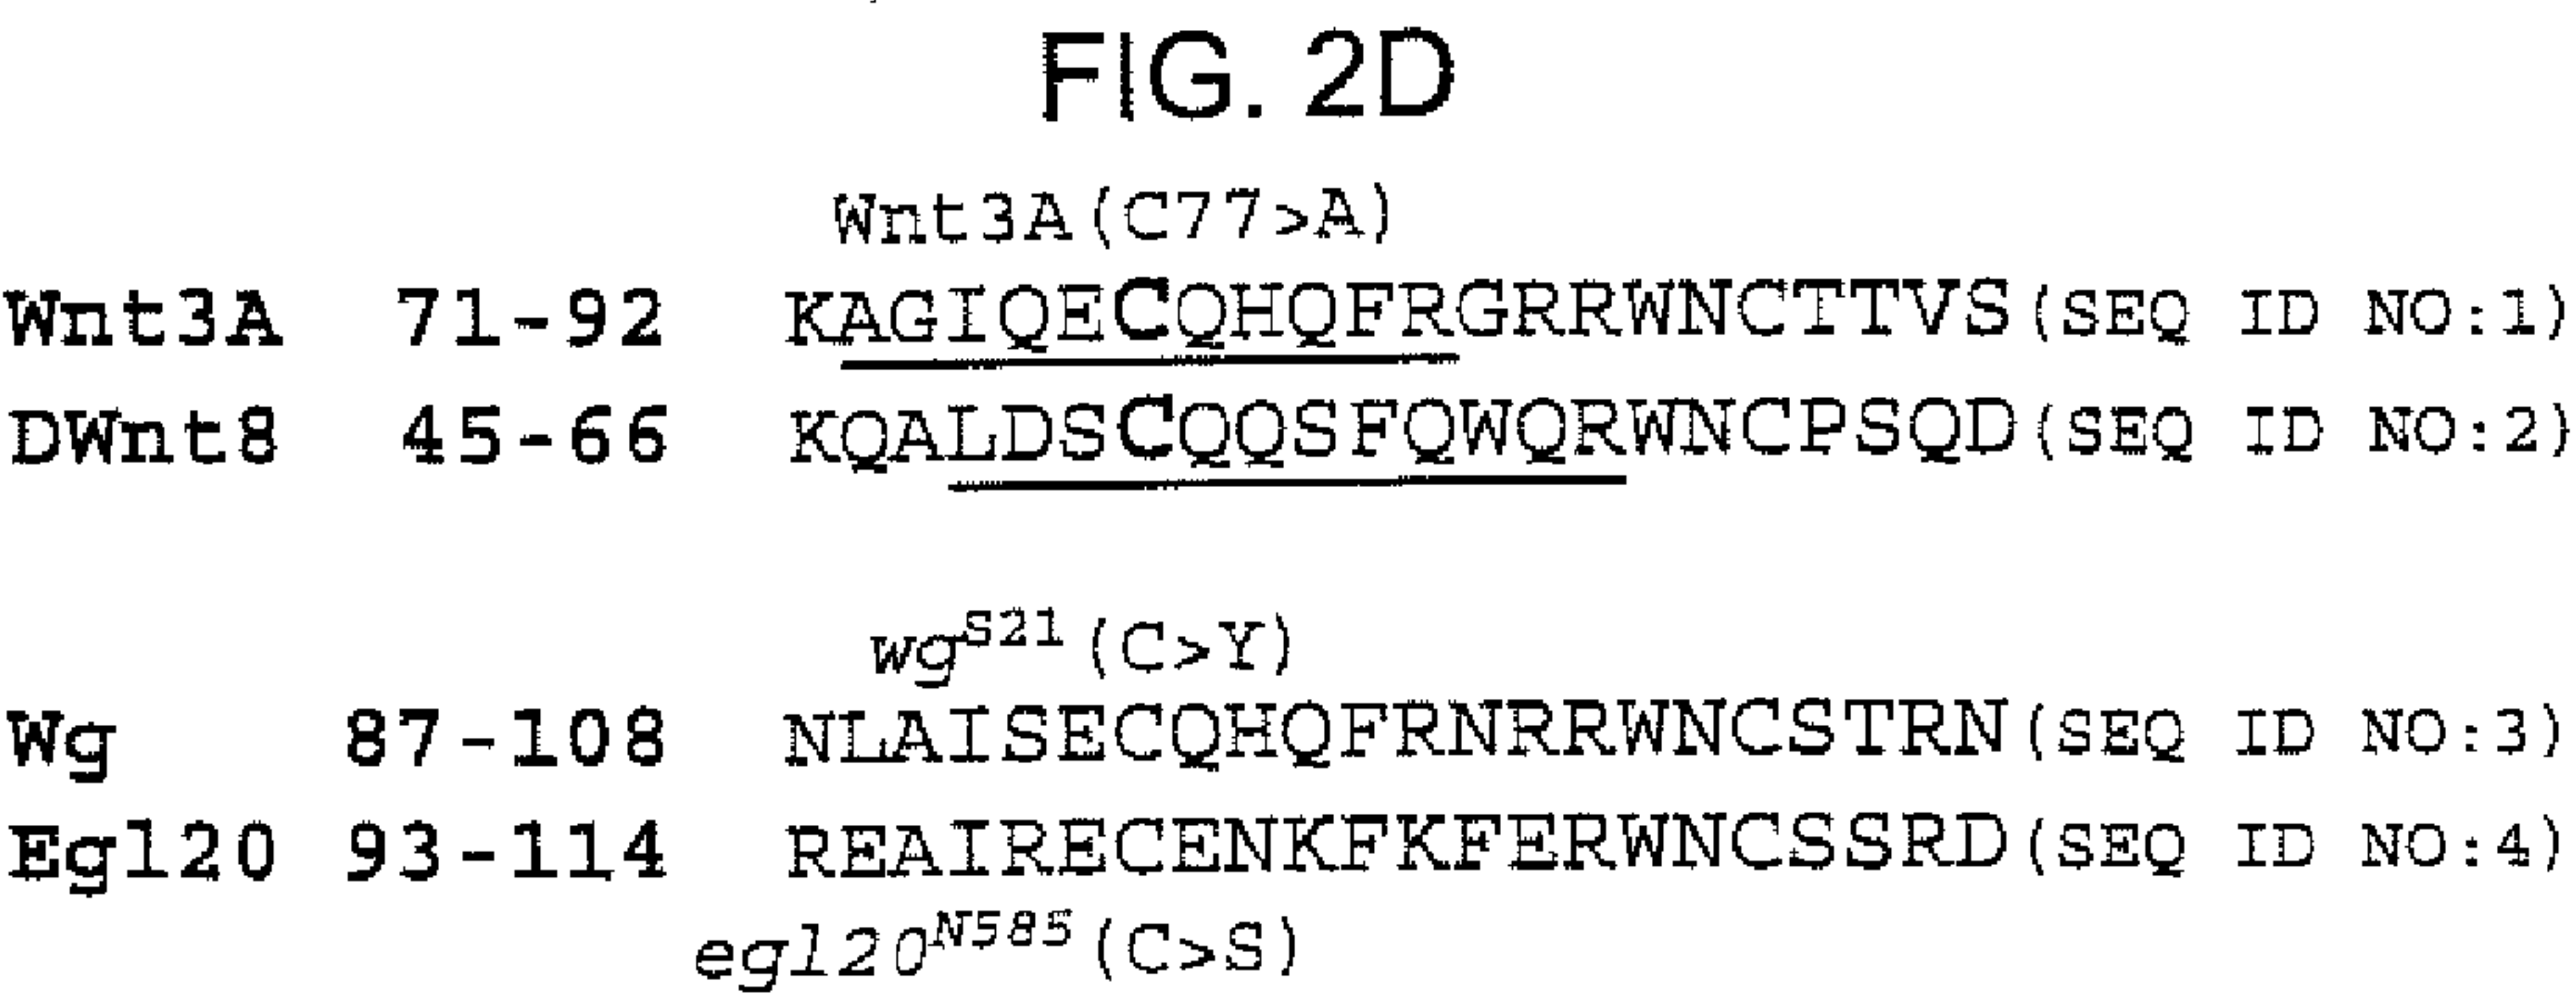 FIG. 2D
Wnt3A(C77>A)
Wnt3A 71-92 KAGIQECQHQFRGRRWNCTTVS(SEQ ID NO:1)
DWnt8 45-66 KQALDSCQQSFQWQRWNCPSQD(SEQ ID NO:2)
wgS21(C>Y)
Wg 87-108 NLAISECQHQFRNRRWNCSTRN(SEQ ID NO:3)
Egl20 93-114 REAIRECENKFKFERWNCSSRD(SEQ ID NO:4)
egl20N585(C>S)